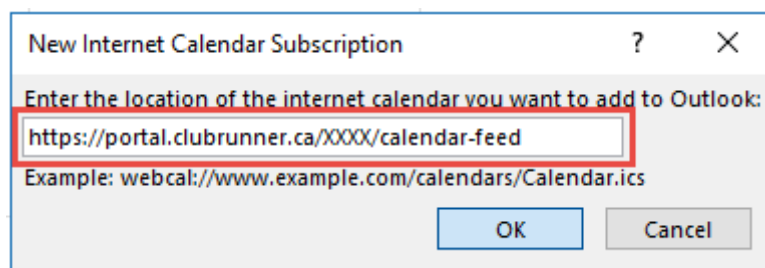 New Internet Calendar Subscription ? X
Enter the location of the internet calendar you want to add to Outlook:
https://portal.clubrunner.ca/XXXX/calendar-feed
Example: webcal://www.example.com/calendars/Calendar.ics
OK Cancel